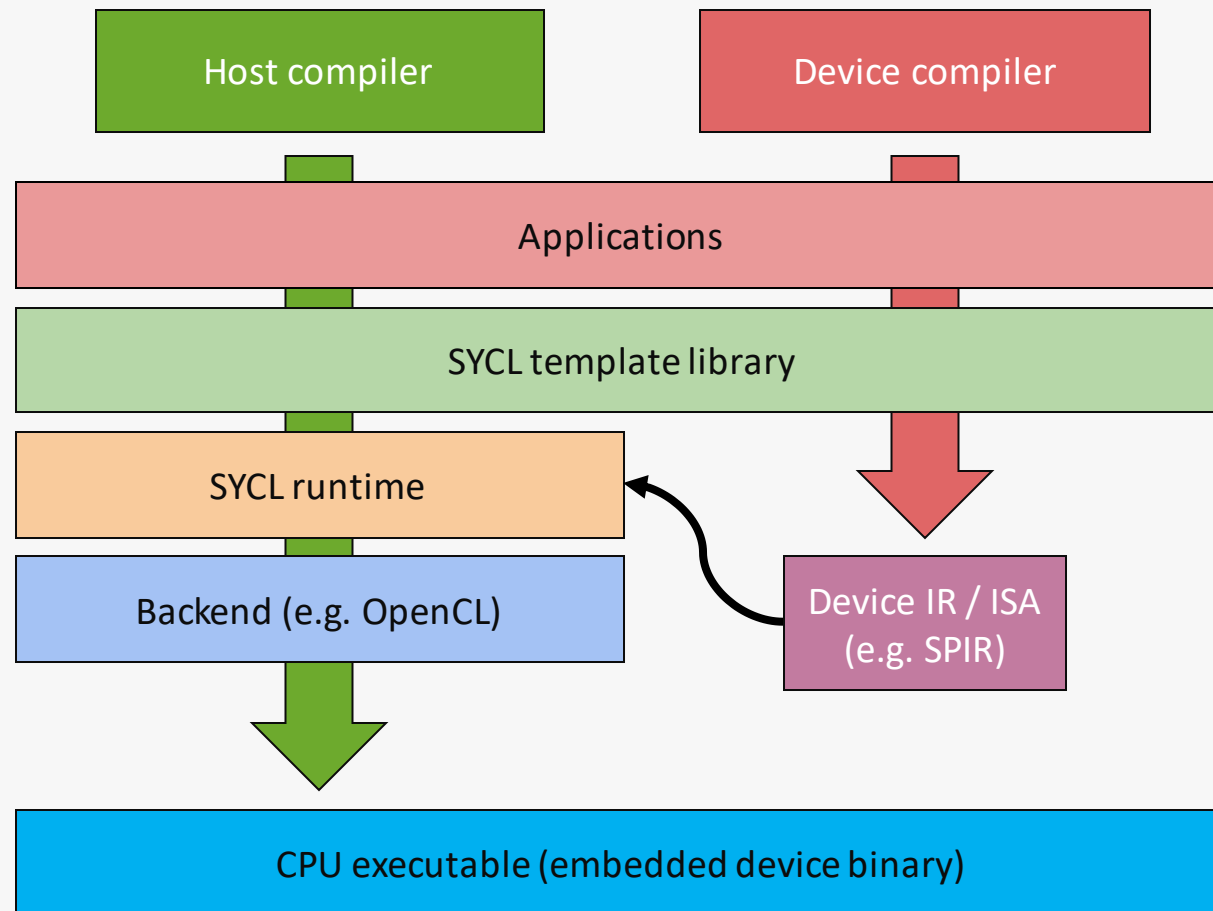 Host compiler
Device compiler
Applications
SYCL template library
SYCL runtime
Backend (e.g. OpenCL)
Device IR / ISA
(e.g. SPIR)
CPU executable (embedded device binary)